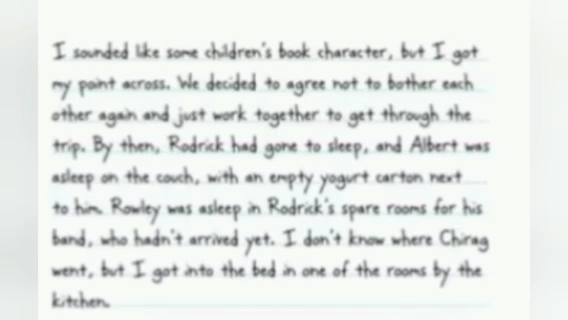 I sounded like some children's book character, but I got
my point across. We decided to agree not to bother each
other again and just work together to get through the
trip. By then, Rodrick had gone to sleep, and Albert was
asleep on the couch, with an empty yogurt carton next
to him. Rowley was asleep in Rodrick's spare rooms for his
band, who hadn't arrived yet. I don't know where Chirag
went, but I got into the bed in one of the rooms by the
kitchen.